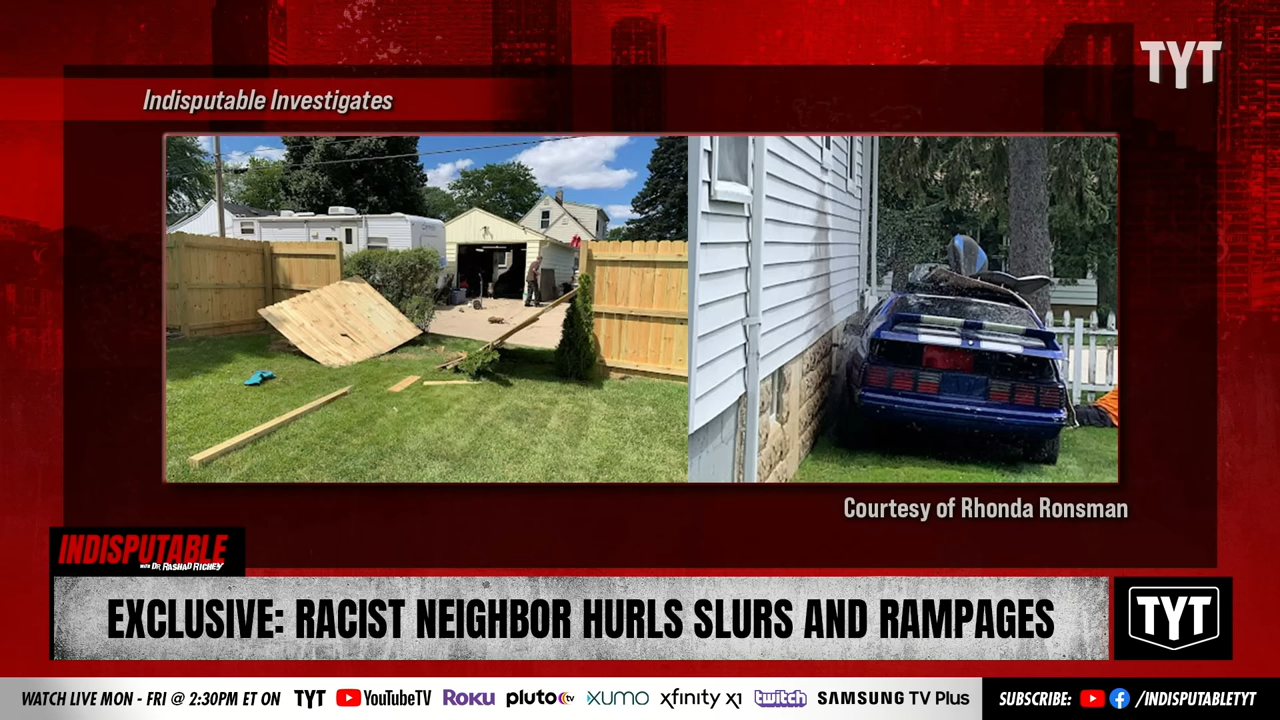 TYT
Indisputable Investigates
Courtesy of Rhonda Ronsman
INDISPUTABLE
WITH DR. RASHAD RICHEY
EXCLUSIVE: RACIST NEIGHBOR HURLS SLURS AND RAMPAGES
TYT
WATCH LIVE MON - FRI @ 2:30PM ET ON TYT YouTubeTV ROKU pluto tv xumo xfinity x1 twitch SAMSUNG TV Plus SUBSCRIBE: /INDISPUTABLETYT